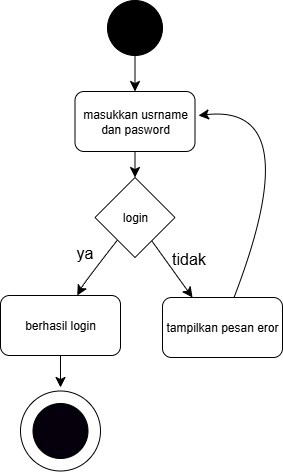 masukkan usrname
dan pasword
login
ya
tidak
berhasil login
tampilkan pesan eror